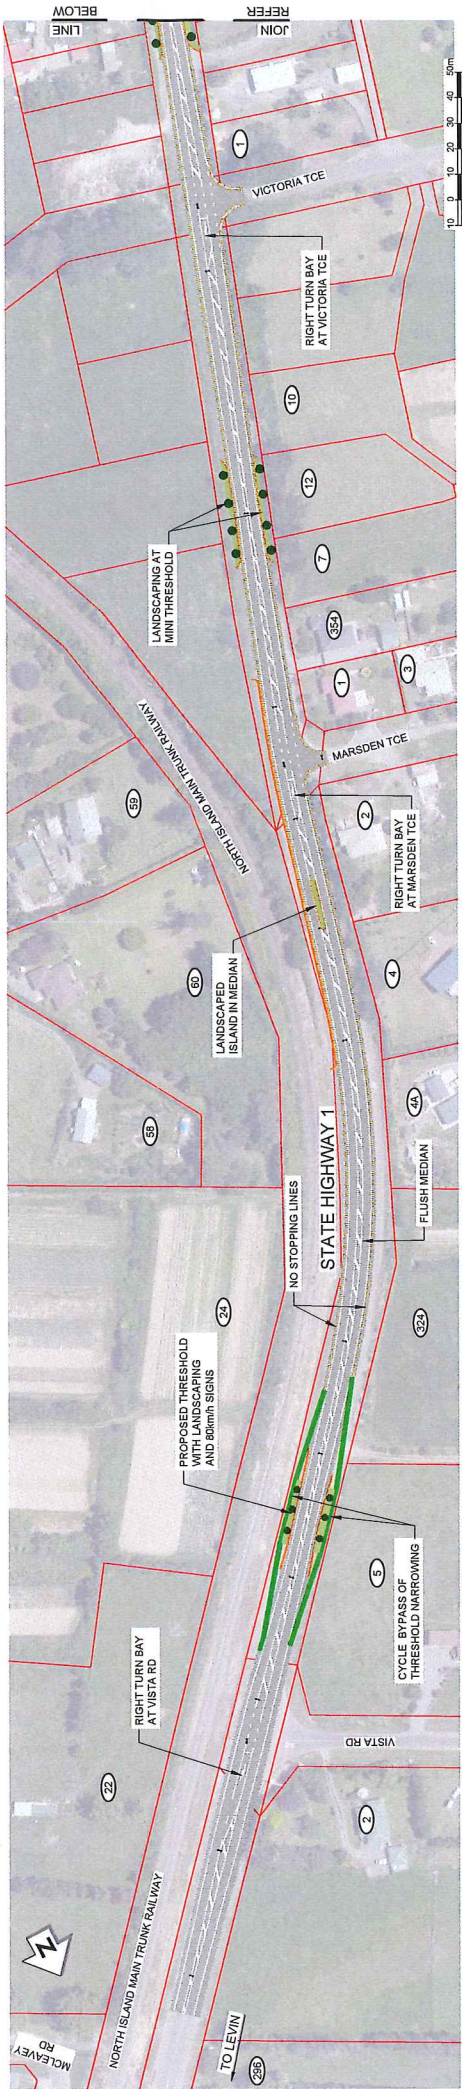 MCLEAVEY
RD
NORTH ISLAND MAIN TRUNK RAILWAY
TO LEVIN
296
N
22
RIGHT TURN BAY
AT VISTA RD
2
VISTA RD
PROPOSED THRESHOLD
WITH LANDSCAPING
AND 80km/h SIGNS
5
CYCLE BYPASS OF
THRESHOLD NARROWING
24
NO STOPPING LINES
STATE HIGHWAY 1
324
FLUSH MEDIAN
58
4A
60
LANDSCAPED
ISLAND IN MEDIAN
4
59
NORTH ISLAND MAIN TRUNK RAILWAY
2
RIGHT TURN BAY
AT MARSDEN TCE
MARSDEN TCE
1
3
354
LANDSCAPING AT
MINI THRESHOLD
7
12
10
RIGHT TURN BAY
AT VICTORIA TCE
VICTORIA TCE
1
10 0 10 20 30 40 50m
JOIN LINE
REFER BELOW